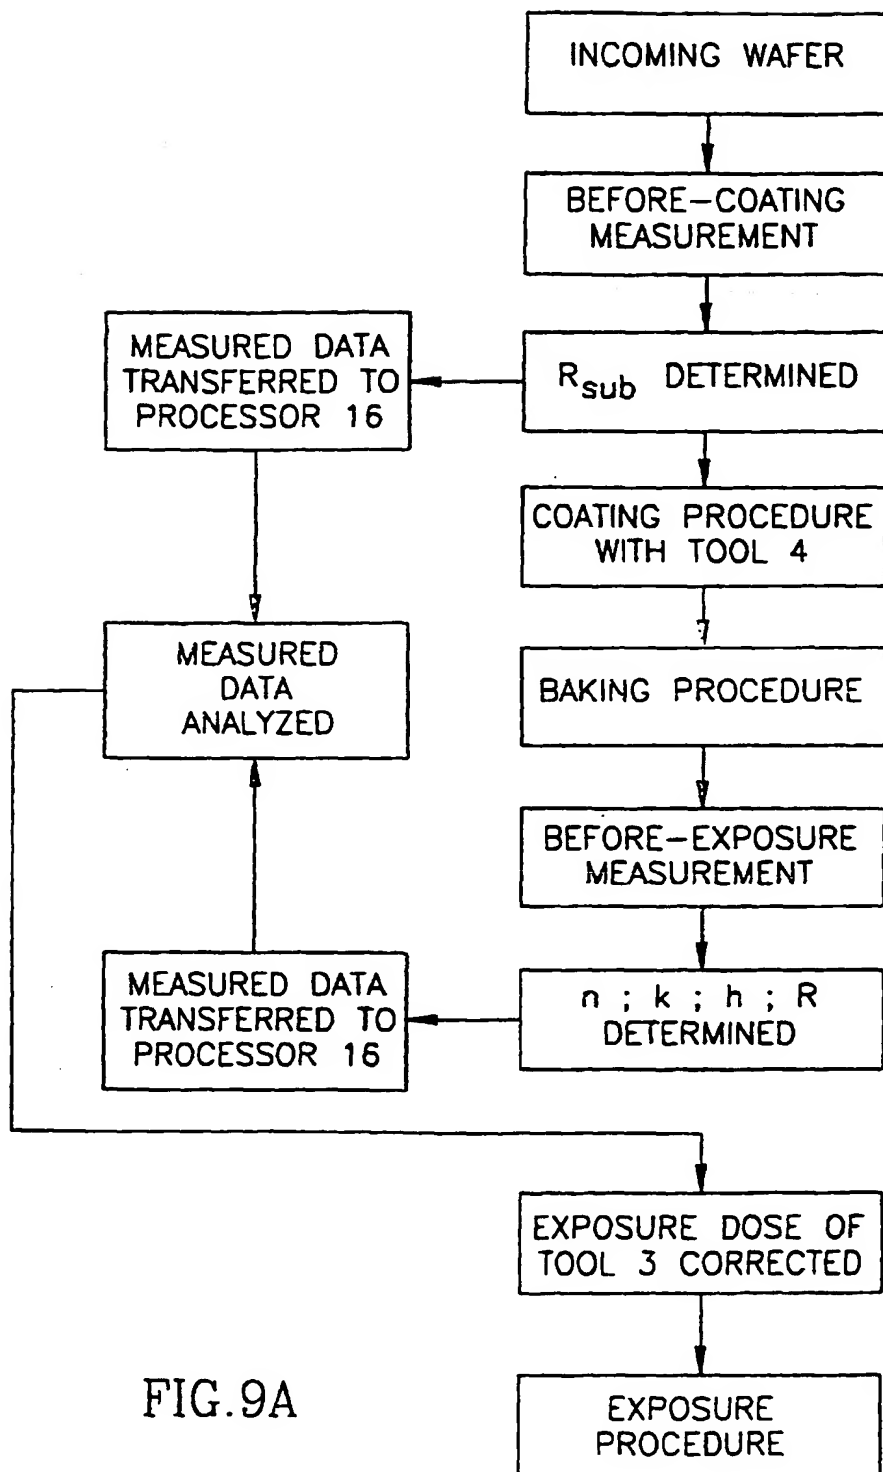 INCOMING WAFER
BEFORE-COATING
MEASUREMENT
MEASURED DATA
TRANSFERRED TO
PROCESSOR 16
Rsub DETERMINED
COATING PROCEDURE
WITH TOOL 4
MEASURED
DATA
ANALYZED
BAKING PROCEDURE
BEFORE-EXPOSURE
MEASUREMENT
MEASURED DATA
TRANSFERRED TO
PROCESSOR 16
n ; k ; h ; R
DETERMINED
EXPOSURE DOSE OF
TOOL 3 CORRECTED
EXPOSURE
PROCEDURE
FIG.9A